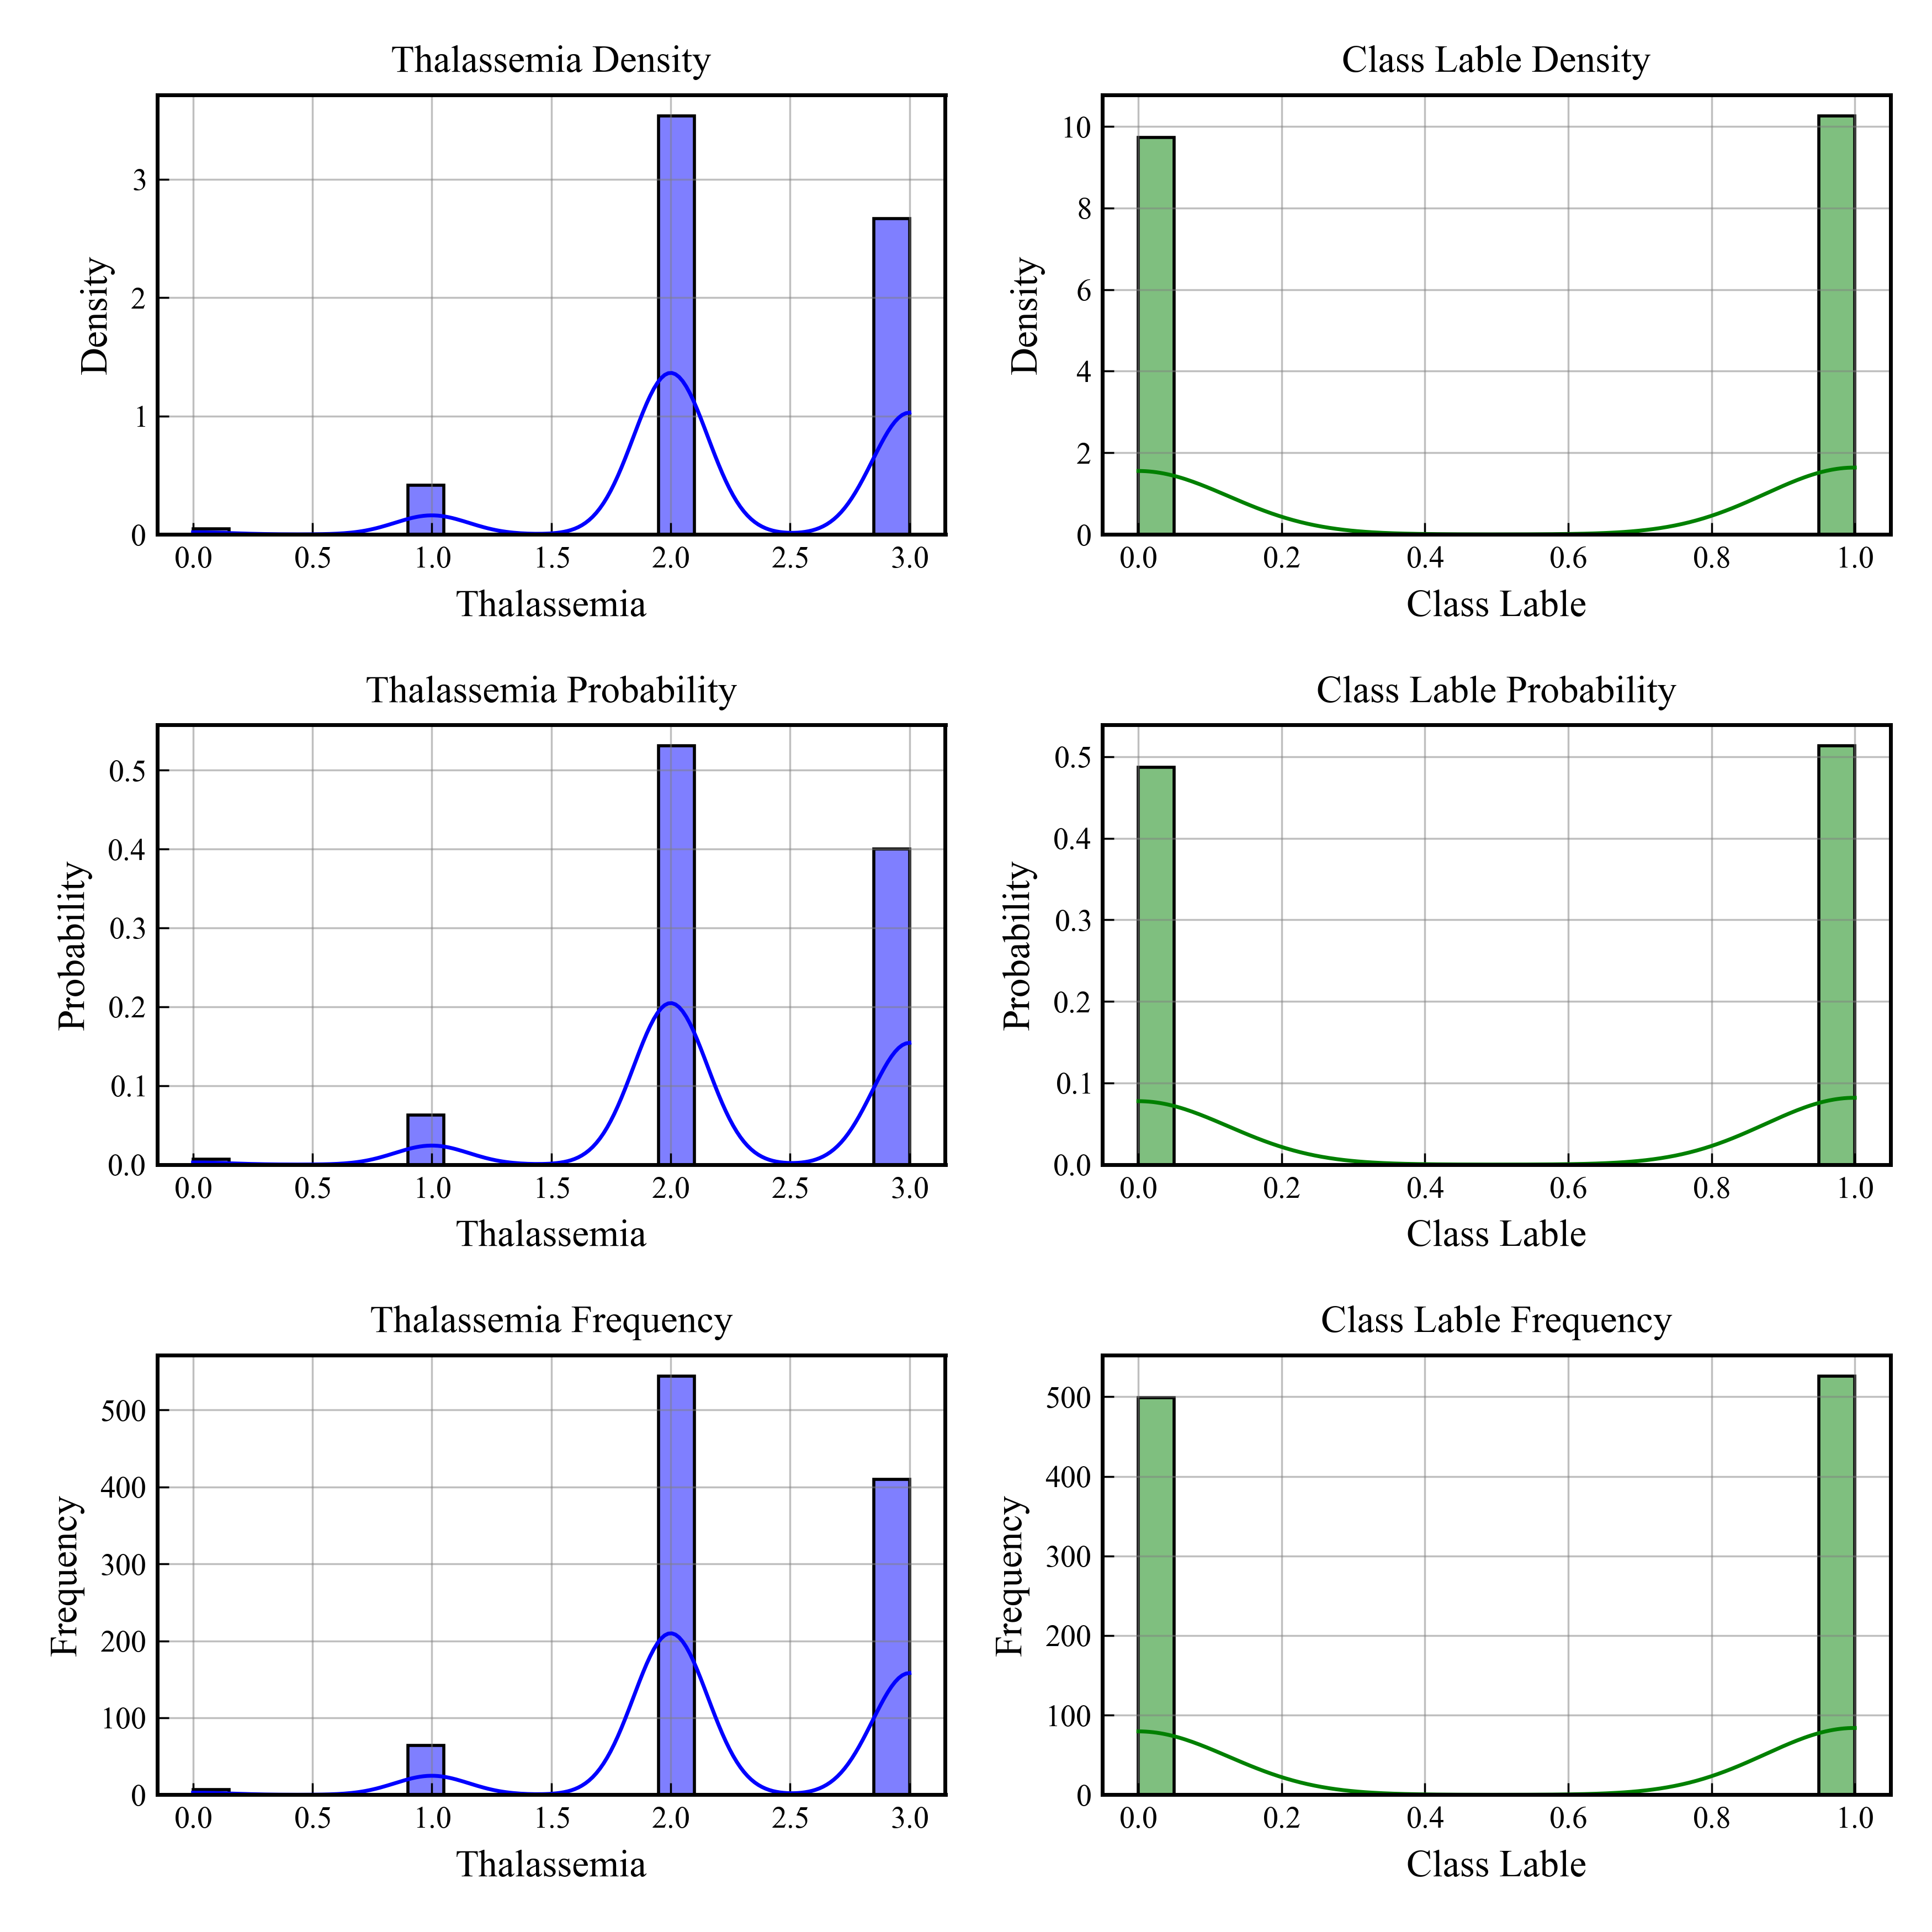 Thalassemia Density
3
2
1
0
Density
0.0 0.5 1.0 1.5 2.0 2.5 3.0
Thalassemia
Class Lable Density
10
8
6
4
2
0
Density
0.0 0.2 0.4 0.6 0.8 1.0
Class Lable
Thalassemia Probability
0.5
0.4
0.3
0.2
0.1
0.0
Probability
0.0 0.5 1.0 1.5 2.0 2.5 3.0
Thalassemia
Class Lable Probability
0.5
0.4
0.3
0.2
0.1
0.0
Probability
0.0 0.2 0.4 0.6 0.8 1.0
Class Lable
Thalassemia Frequency
500
400
300
200
100
0
Frequency
0.0 0.5 1.0 1.5 2.0 2.5 3.0
Thalassemia
Class Lable Frequency
500
400
300
200
100
0
Frequency
0.0 0.2 0.4 0.6 0.8 1.0
Class Lable